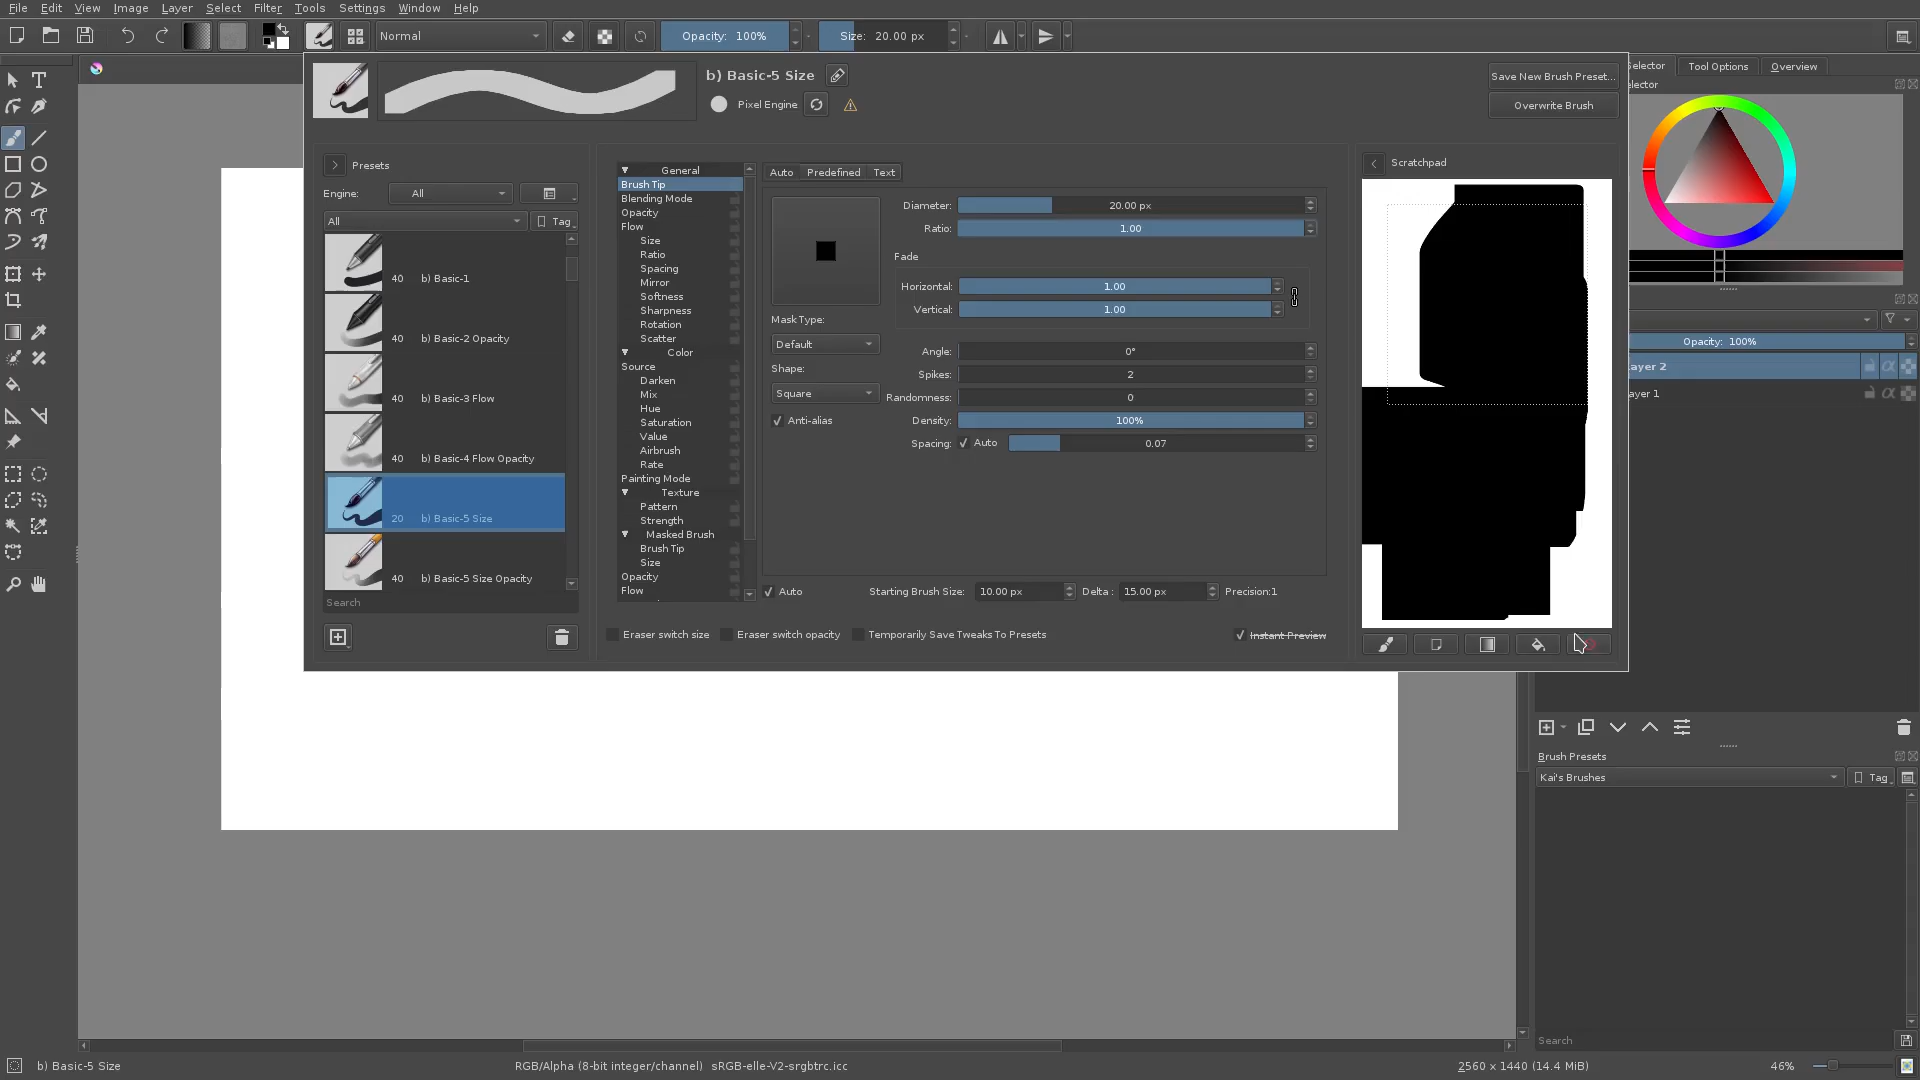 File Edit View Image Layer Select Filter Tools Settings Window Help
Normal Opacity: 100% Size: 20.00 px
b) Basic-5 Size
Pixel Engine
Save New Brush Preset...
Overwrite Brush
Selector Tool Options Overview
Presets
Engine: All
All Tag
40 b) Basic-1
40 b) Basic-2 Opacity
40 b) Basic-3 Flow
40 b) Basic-4 Flow Opacity
20 b) Basic-5 Size
40 b) Basic-5 Size Opacity
Search
General
Brush Tip
Blending Mode
Opacity
Flow
Size
Ratio
Spacing
Mirror
Softness
Sharpness
Rotation
Scatter
Color
Source
Darken
Mix
Hue
Saturation
Value
Airbrush
Rate
Painting Mode
Texture
Pattern
Strength
Masked Brush
Brush Tip
Size
Opacity
Flow
Auto Predefined Text
Mask Type:
Default
Shape:
Square
Anti-alias
Diameter: 20.00 px
Ratio: 1.00
Fade
Horizontal: 1.00
Vertical: 1.00
Angle: 0°
Spikes: 2
Randomness: 0
Density: 100%
Spacing: Auto 0.07
Auto Starting Brush Size: 10.00 px Delta : 15.00 px Precision:1
Eraser switch size Eraser switch opacity Temporarily Save Tweaks To Presets Instant Preview
Scratchpad
Opacity: 100%
ayer 2
ayer 1
Brush Presets
Kai's Brushes Tag
Search
b) Basic-5 Size RGB/Alpha (8-bit integer/channel) sRGB-elle-V2-srgbtrc.icc 2560 x 1440 (14.4 MiB) 46%